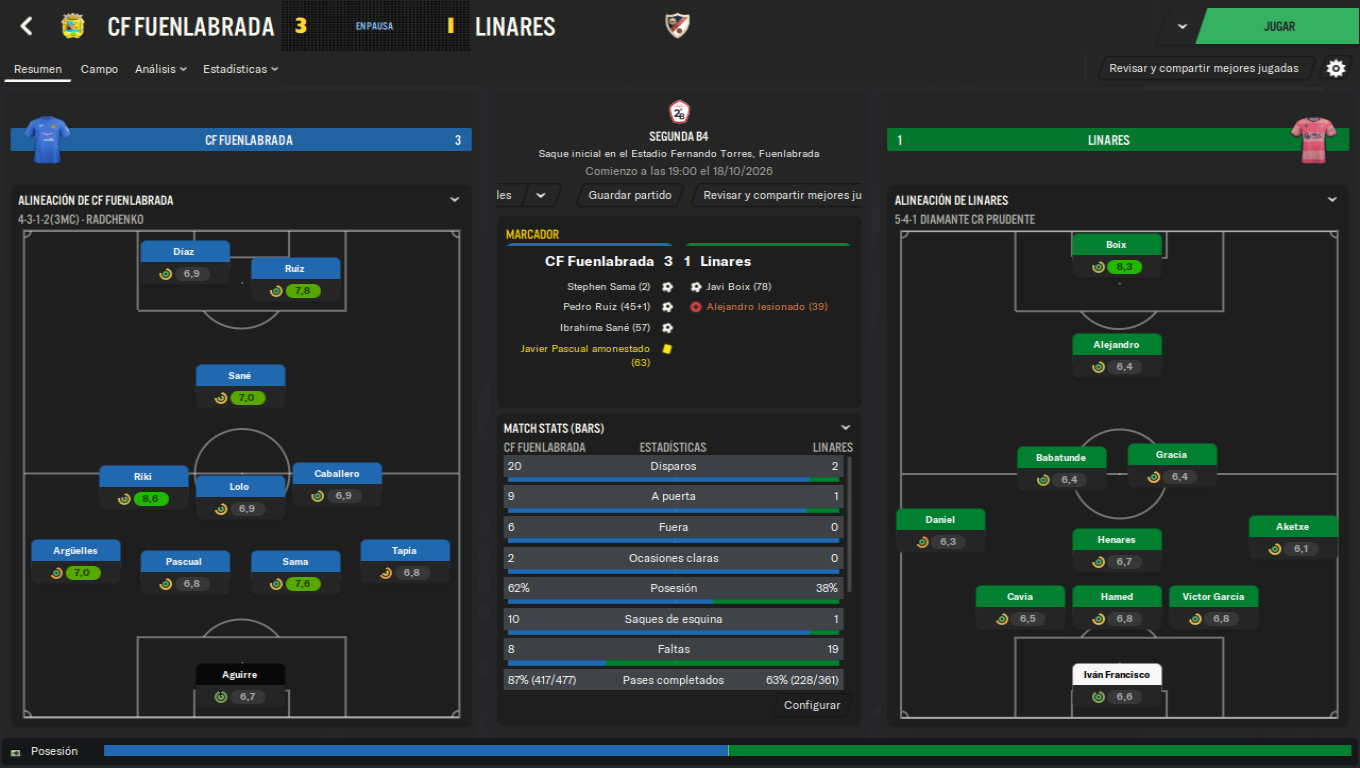 CF FUENLABRADA 3 EN PAUSA 1 LINARES
JUGAR
Resumen Campo Análisis Estadísticas
Revisar y compartir mejores jugadas
CF FUENLABRADA 3
ALINEACIÓN DE CF FUENLABRADA
4-3-1-2(3MC) - RADCHENKO
Díaz
6,9
Ruiz
7,8
Sané
7,0
Riki
8,6
Lolo
6,9
Caballero
6,9
Argüelles
7,0
Pascual
6,8
Sama
7,6
Tapia
6,8
Aguirre
6,7
2ªB
SEGUNDA B4
Saque inicial en el Estadio Fernando Torres, Fuenlabrada
Comienzo a las 19:00 el 18/10/2026
les
Guardar partido
Revisar y compartir mejores ju
MARCADOR
CF Fuenlabrada 3 1 Linares
Stephen Sama (2) Javi Boix (78)
Pedro Ruiz (45+1) Alejandro lesionado (39)
Ibrahima Sané (57)
Javier Pascual amonestado
(63)
MATCH STATS (BARS)
CF FUENLABRADA ESTADÍSTICAS LINARES
20 Disparos 2
9 A puerta 1
6 Fuera 0
2 Ocasiones claras 0
62% Posesión 38%
10 Saques de esquina 1
8 Faltas 19
87% (417/477) Pases completados 63% (228/361)
Configurar
1 LINARES
ALINEACIÓN DE LINARES
5-4-1 DIAMANTE CR PRUDENTE
Boix
8,3
Alejandro
6,4
Babatunde
6,4
Gracia
6,4
Daniel
6,3
Henares
6,7
Aketxe
6,1
Cavia
6,5
Hamed
6,8
Víctor García
6,8
Iván Francisco
6,6
Posesión